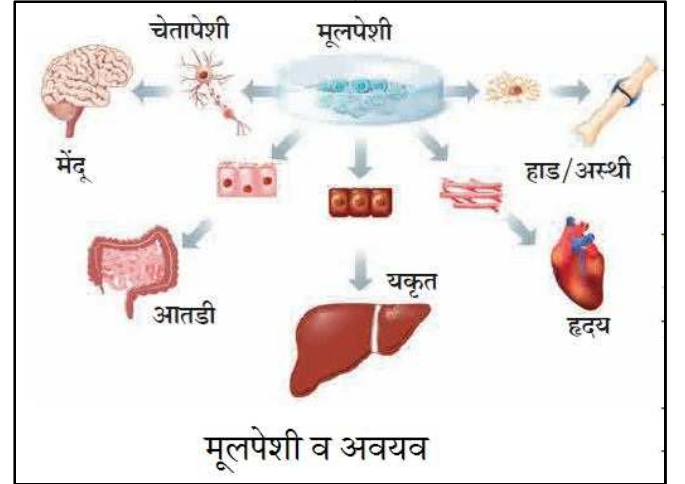 चेतापेशी
मूलपेशी
मेंदू
हाड/अस्थी
आतडी
यकृत
हृदय
मूलपेशी व अवयव